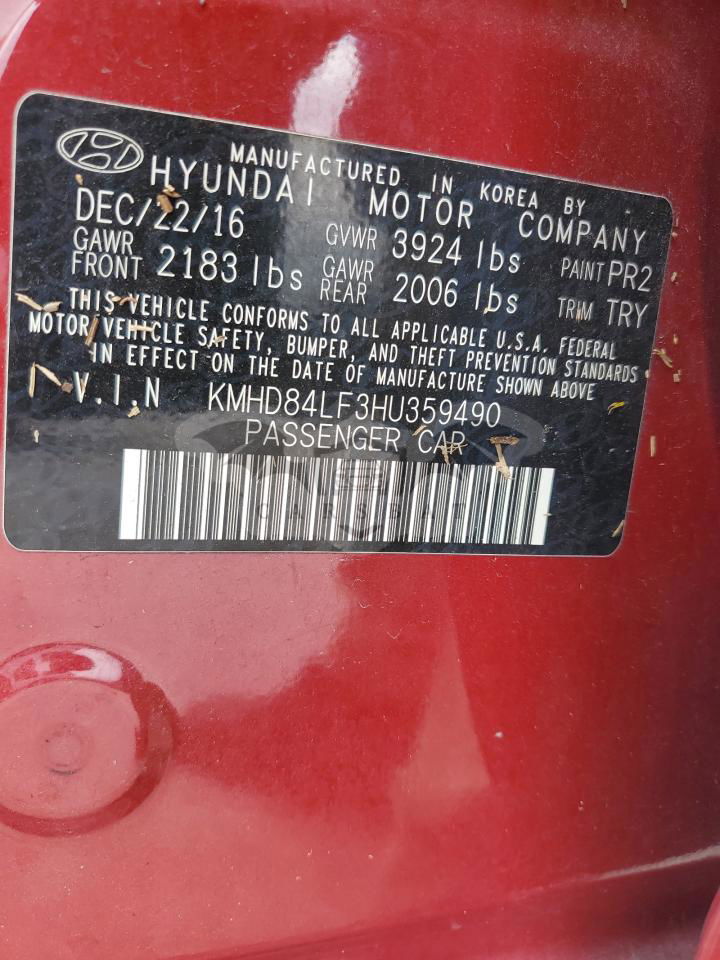 MANUFACTURED IN KOREA BY
HYUNDAI MOTOR COMPANY
DEC/22/16 GVWR 3924 lbs PAINT PR2
GAWR FRONT 2183 lbs GAWR REAR 2006 lbs TRIM TRY
THIS VEHICLE CONFORMS TO ALL APPLICABLE U.S.A. FEDERAL
MOTOR VEHICLE SAFETY, BUMPER, AND THEFT PREVENTION STANDARDS
IN EFFECT ON THE DATE OF MANUFACTURE SHOWN ABOVE
V.I.N KMHD84LF3HU359490
PASSENGER CAR